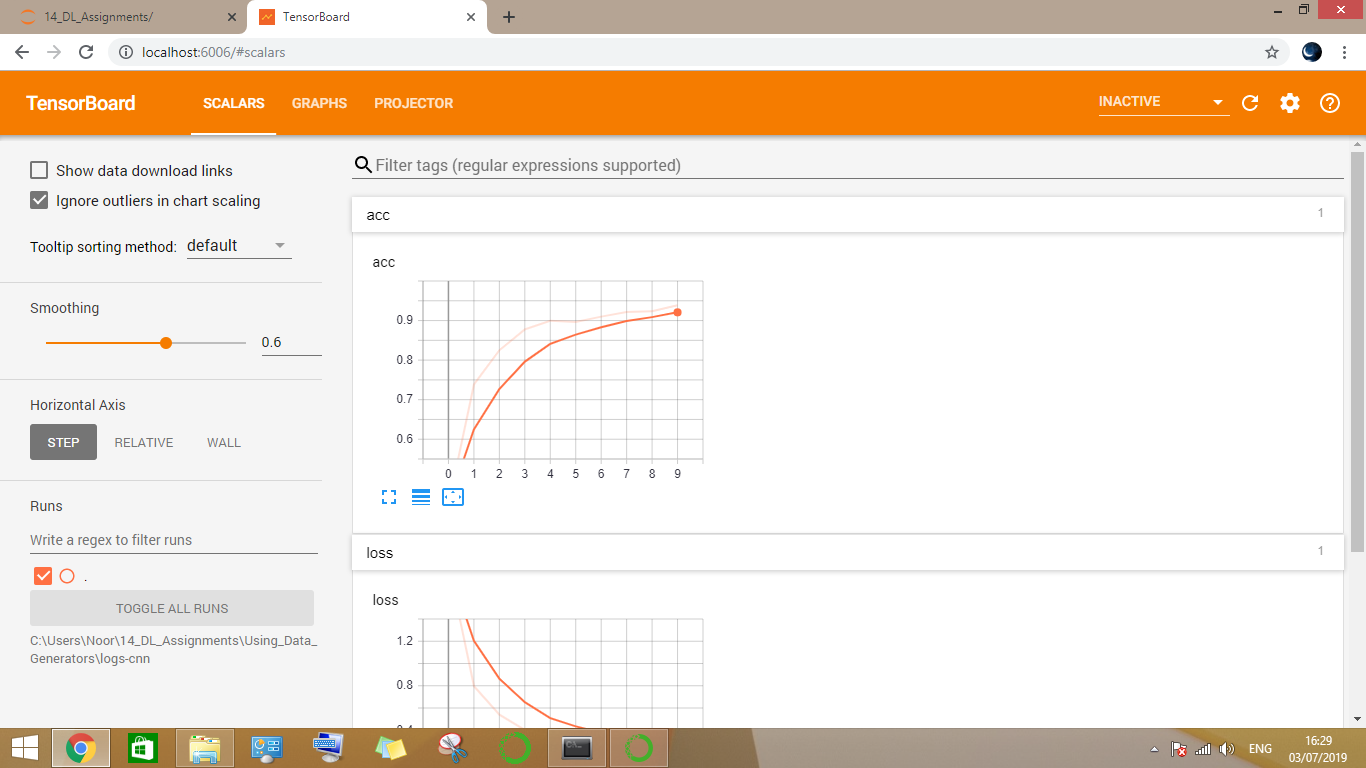 14_DL_Assignments/
TensorBoard
localhost:6006/#scalars
TensorBoard
SCALARS
GRAPHS
PROJECTOR
INACTIVE
Show data download links
Ignore outliers in chart scaling
Tooltip sorting method: default
Smoothing
0.6
Horizontal Axis
STEP
RELATIVE
WALL
Runs
Write a regex to filter runs
.
TOGGLE ALL RUNS
C:\Users\Noor\14_DL_Assignments\Using_Data_
Generators\logs-cnn
Filter tags (regular expressions supported)
acc
1
acc
0.9
0.8
0.7
0.6
0 1 2 3 4 5 6 7 8 9
loss
1
loss
1.2
0.8
ENG
16:29
03/07/2019